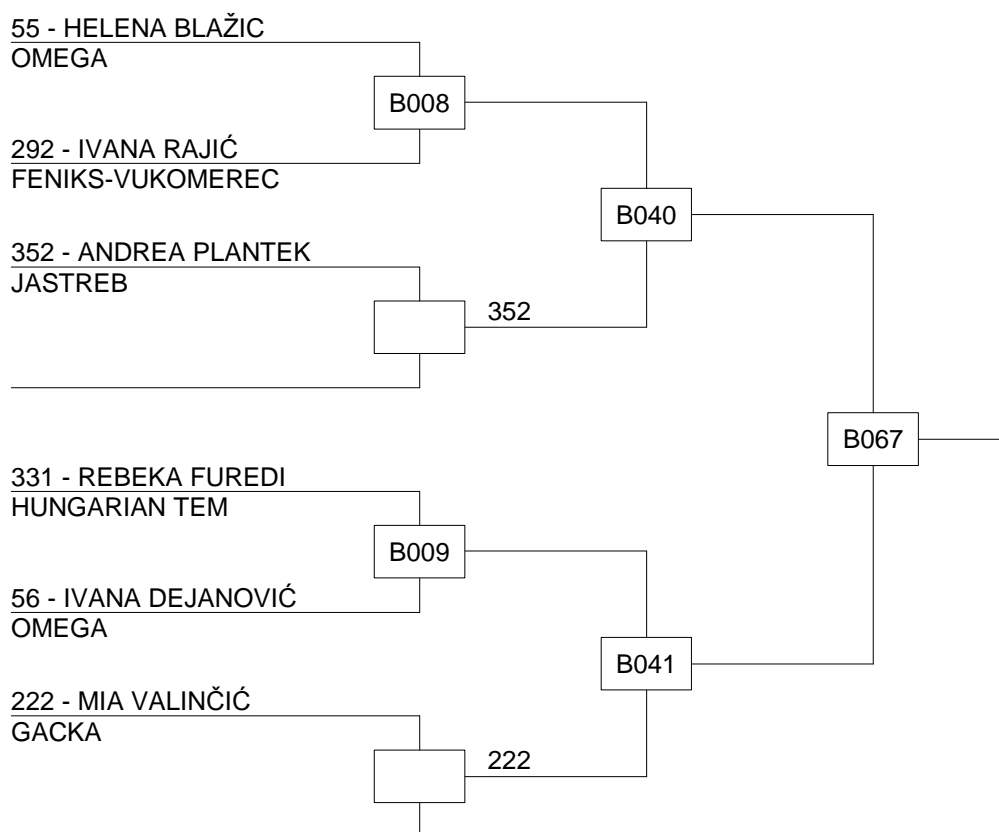 55 - HELENA BLAŽIC
OMEGA
B008
292 - IVANA RAJIĆ
FENIKS-VUKOMEREC
B040
352 - ANDREA PLANTEK
JASTREB
352
B067
331 - REBEKA FUREDI
HUNGARIAN TEM
B009
56 - IVANA DEJANOVIĆ
OMEGA
B041
222 - MIA VALINČIĆ
GACKA
222